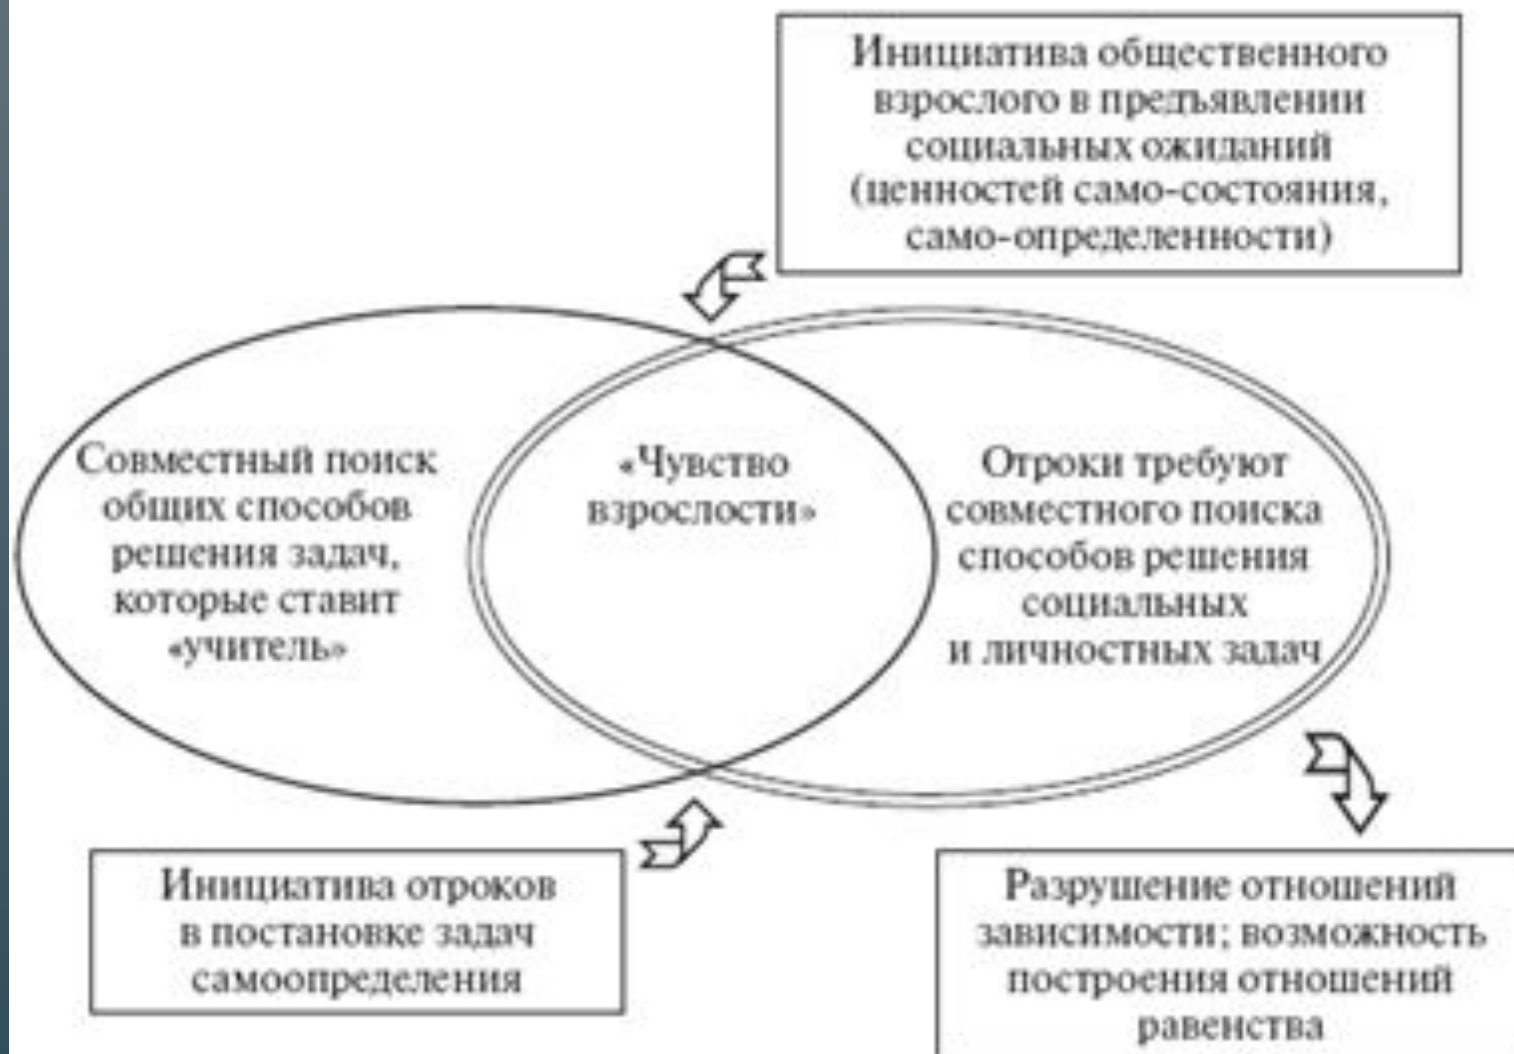 Инициатива общественного
взрослого в предъявлении
социальных ожиданий
(ценностей само-состояния,
само-определенности)
Совместный поиск
общих способов
решения задач,
которые ставит
«учитель»
«Чувство
взрослости»
Отроки требуют
совместного поиска
способов решения
социальных
и личностных задач
Инициатива отроков
в постановке задач
самоопределения
Разрушение отношений
зависимости; возможность
построения отношений
равенства